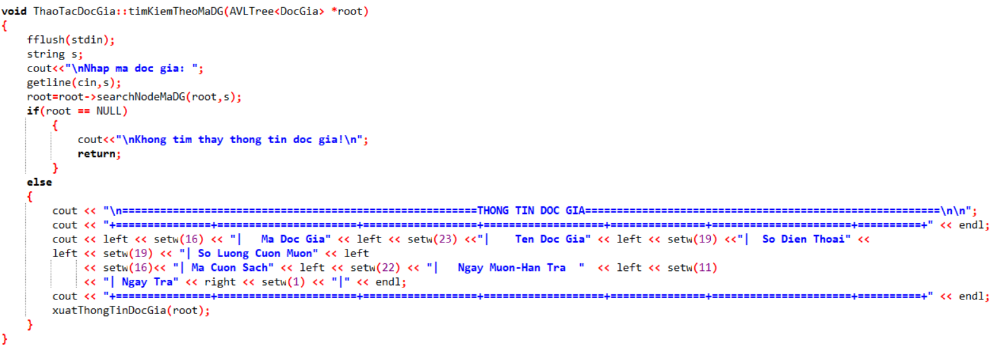 void ThaoTacDocGia::timKiemTheoMaDG(AVLTree<DocGia> *root)
{
    fflush(stdin);
    string s;
    cout<<"\nNhap ma doc gia: ";
    getline(cin,s);
    root=root->searchNodeMaDG(root,s);
    if(root == NULL)
        {
            cout<<"\nKhong tim thay thong tin doc gia!\n";
            return;
        }
    else
    {
        cout << "\n========================================================THONG TIN DOC GIA========================================================\n\n";
        cout << "+===============+======================+==================+===================+===============+======================+==========+" << endl;
        cout << left << setw(16) << "|   Ma Doc Gia" << left << setw(23) <<"|    Ten Doc Gia" << left << setw(19) <<"|  So Dien Thoai" <<
        left << setw(19) << "| So Luong Cuon Muon" << left
             << setw(16)<< "| Ma Cuon Sach" << left << setw(22) << "|   Ngay Muon-Han Tra  "  << left << setw(11)
             << "| Ngay Tra" << right << setw(1) << "|" << endl;
        cout << "+===============+======================+==================+===================+===============+======================+==========+" << endl;
        xuatThongTinDocGia(root);
    }
}